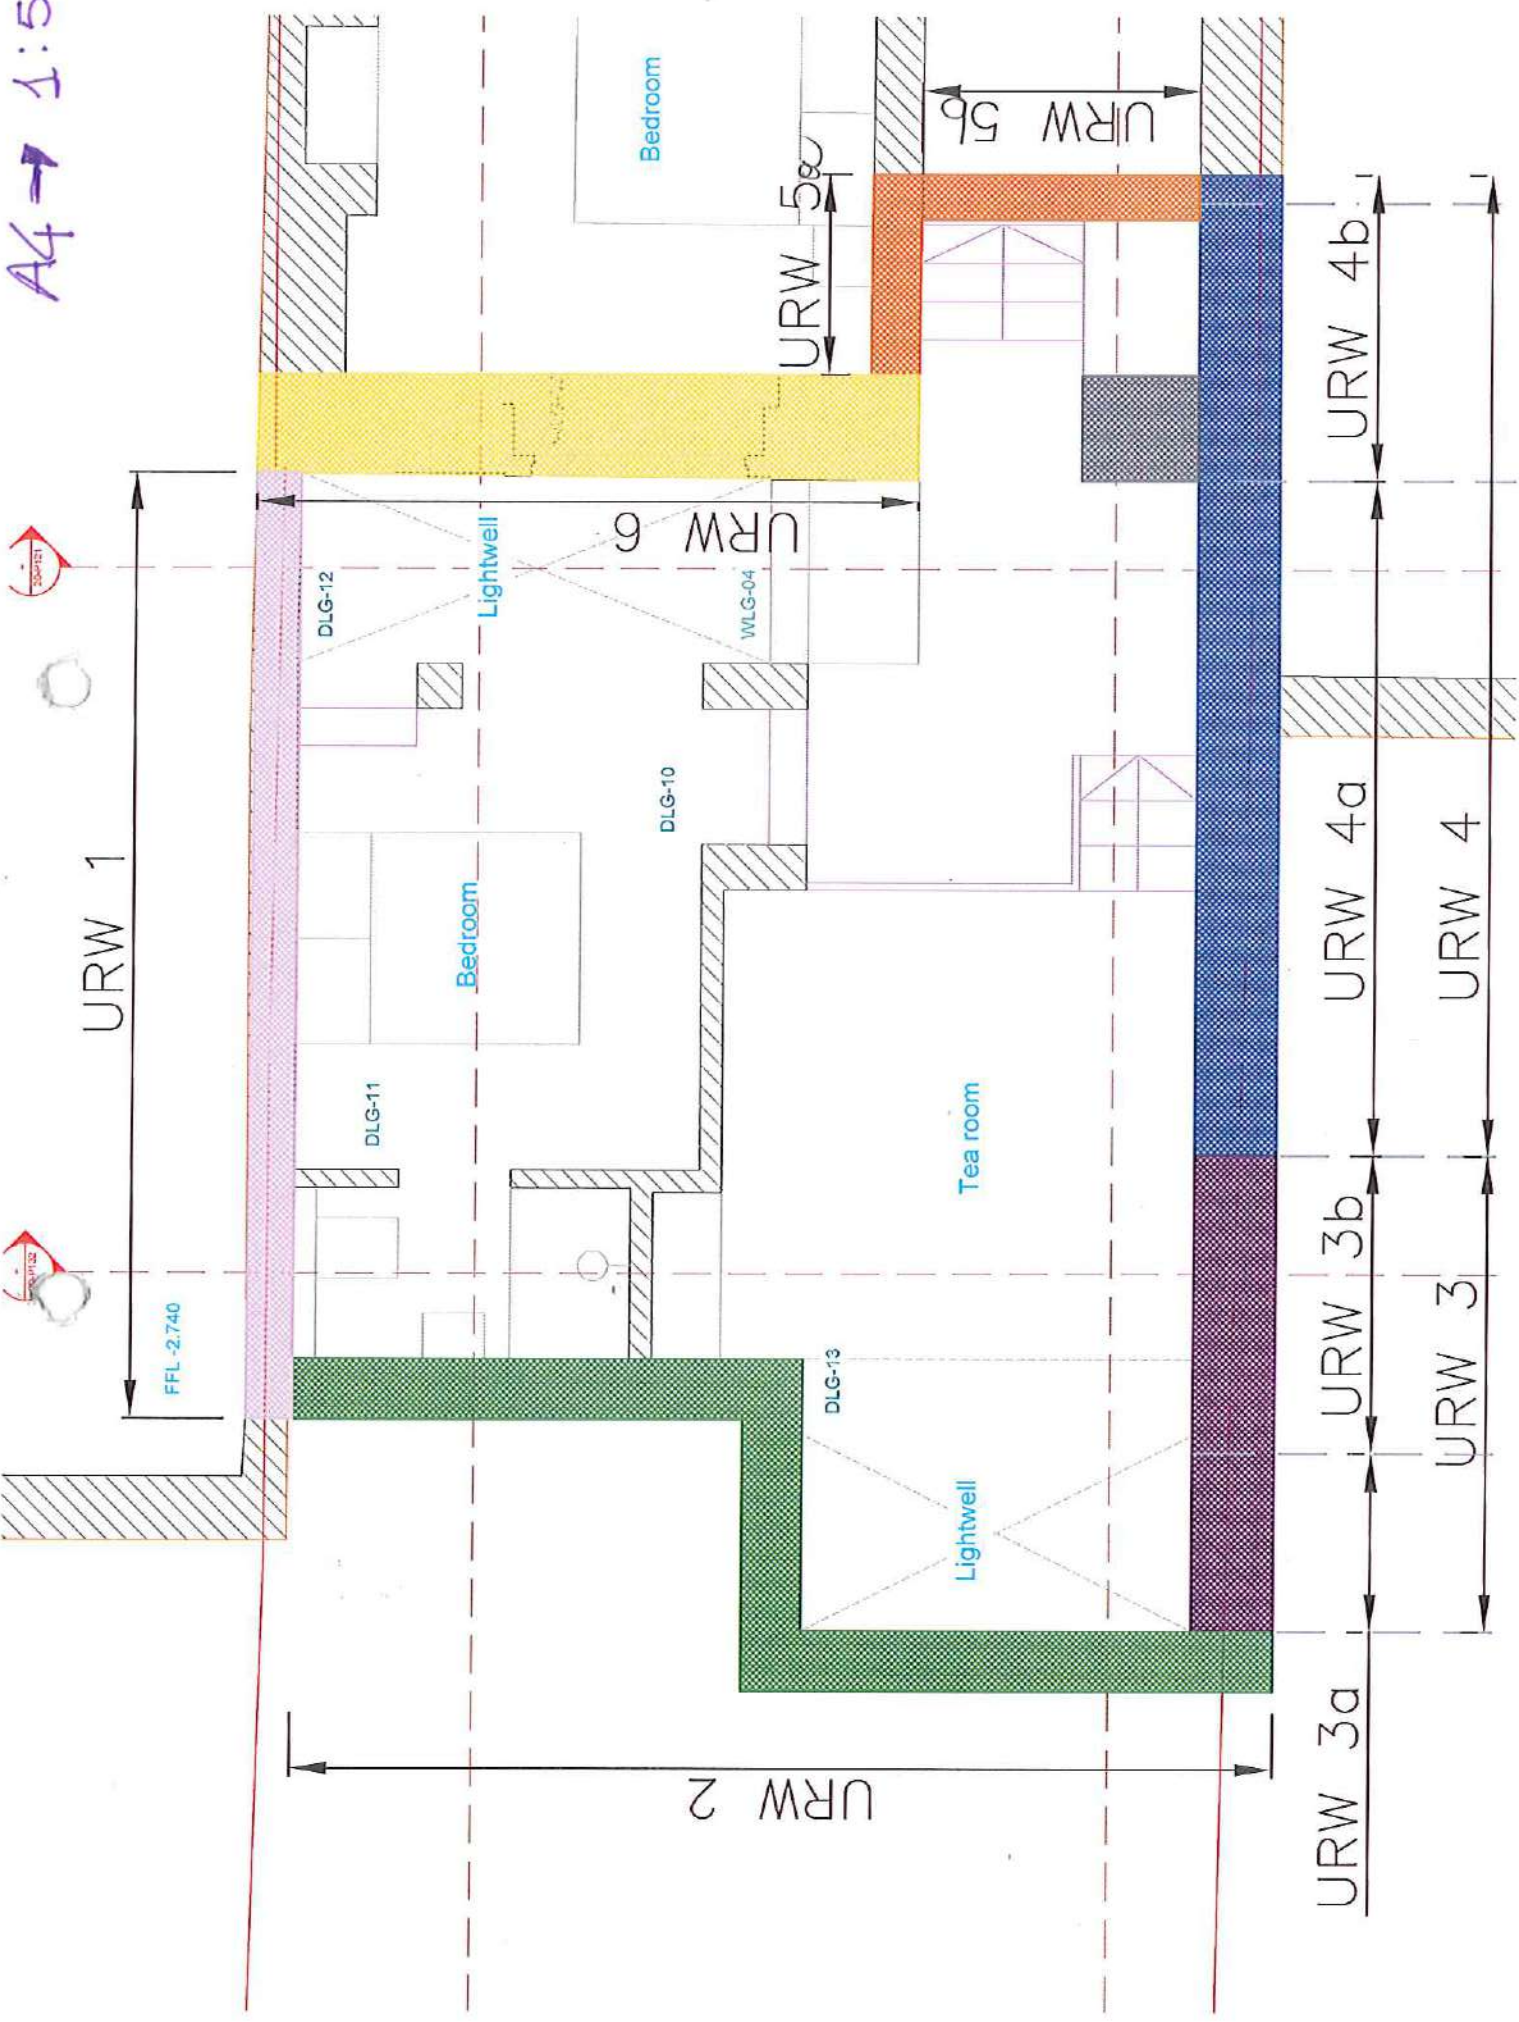 A4 → 1:5
URW 1
FFL -2.740
DLG-12
Lightwell
URW 6
WLG-04
Bedroom
URW 5a
URW 5b
DLG-10
Bedroom
DLG-11
Tea room
DLG-13
Lightwell
URW 2
URW 3a
URW 3b
URW 4a
URW 4b
URW 3
URW 4